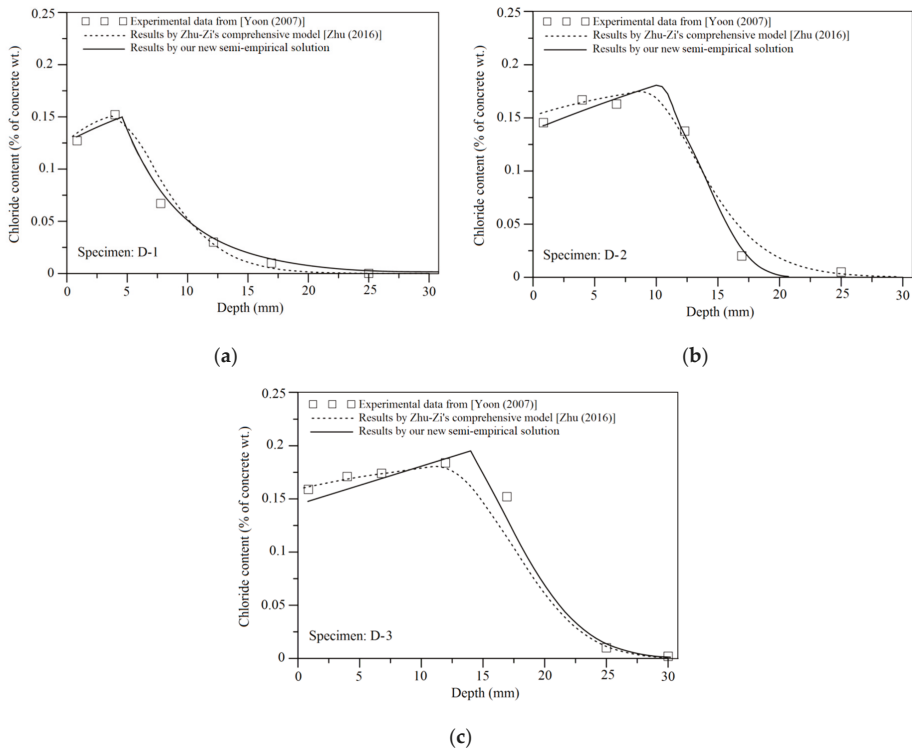 Experimental data from [Yoon (2007)]
Results by Zhu-Zi's comprehensive model [Zhu (2016)]
Results by our new semi-empirical solution
0.25
0.2
0.15
0.1
0.05
0
Chloride content (% of concrete wt.)
Specimen: D-1
0 5 10 15 20 25 30
Depth (mm)
(a)
Experimental data from [Yoon (2007)]
Results by Zhu-Zi's comprehensive model [Zhu (2016)]
Results by our new semi-empirical solution
0.25
0.2
0.15
0.1
0.05
0
Chloride content (% of concrete wt.)
Specimen: D-2
0 5 10 15 20 25 30
Depth (mm)
(b)
Experimental data from [Yoon (2007)]
Results by Zhu-Zi's comprehensive model [Zhu (2016)]
Results by our new semi-empirical solution
0.25
0.2
0.15
0.1
0.05
0
Chloride content (% of concrete wt.)
Specimen: D-3
0 5 10 15 20 25 30
Depth (mm)
(c)